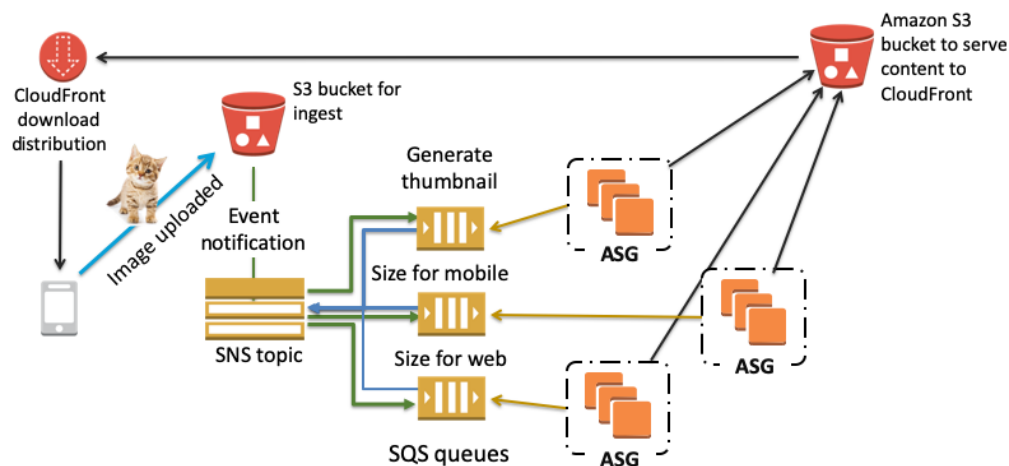 Amazon S3
bucket to serve
content to
CloudFront
CloudFront
download
distribution
S3 bucket for
ingest
Image uploaded
Event
notification
SNS topic
Generate
thumbnail
Size for mobile
Size for web
SQS queues
ASG
ASG
ASG